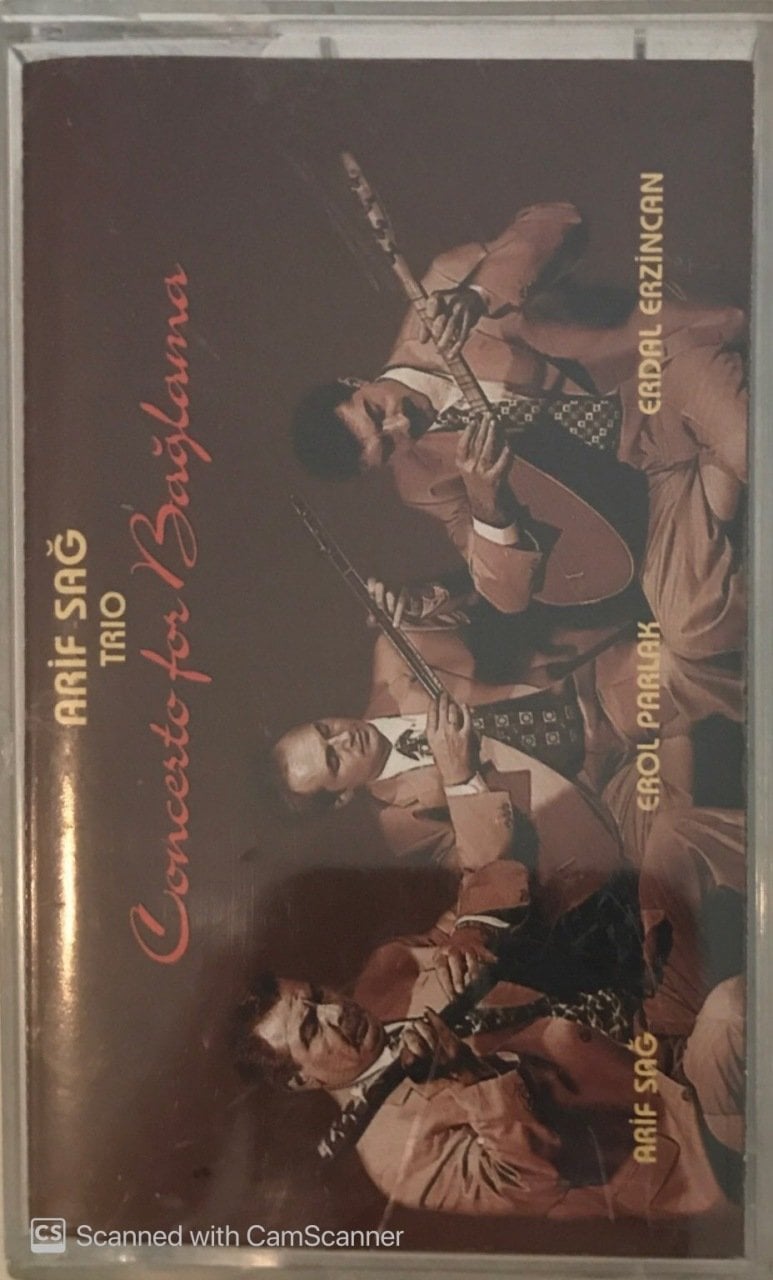 ARİF SAĞ
TRIO
Concerto for Bağlama
ARİF SAĞ
EROL PARLAK
ERDAL ERZİNCAN
CS Scanned with CamScanner